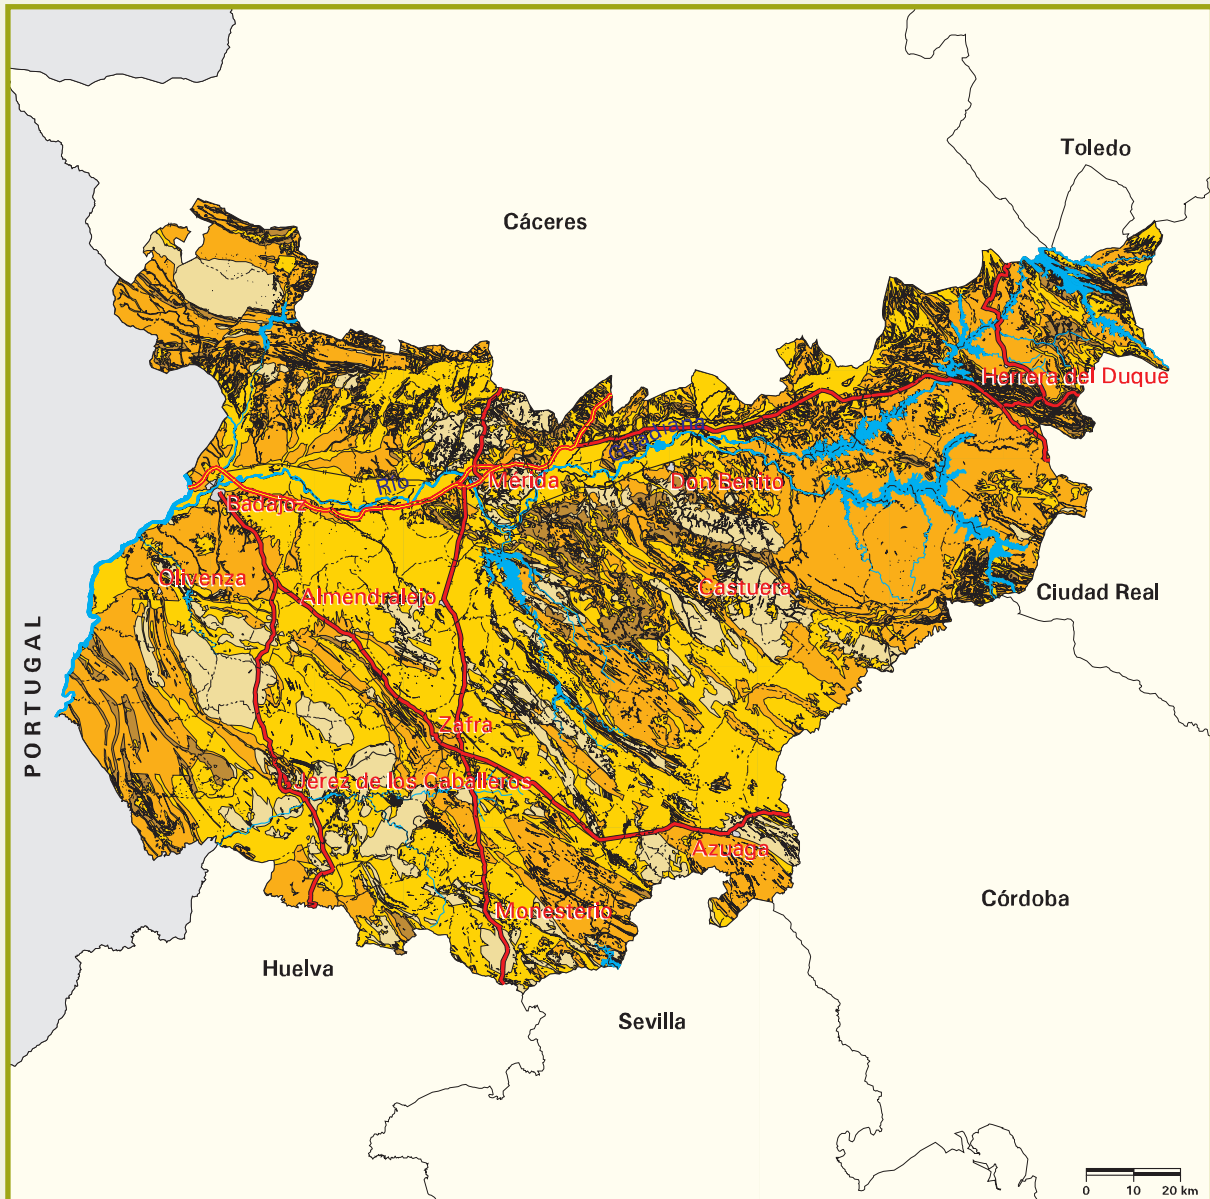 Toledo
Cáceres
Herrera del Duque
Río
Mérida
Don Benito
Badajoz
Olivenza
Almendralejo
Castuera
Ciudad Real
PORTUGAL
Zafra
Jerez de los Caballeros
Azuaga
Córdoba
Monesterio
Huelva
Sevilla
0 10 20 km